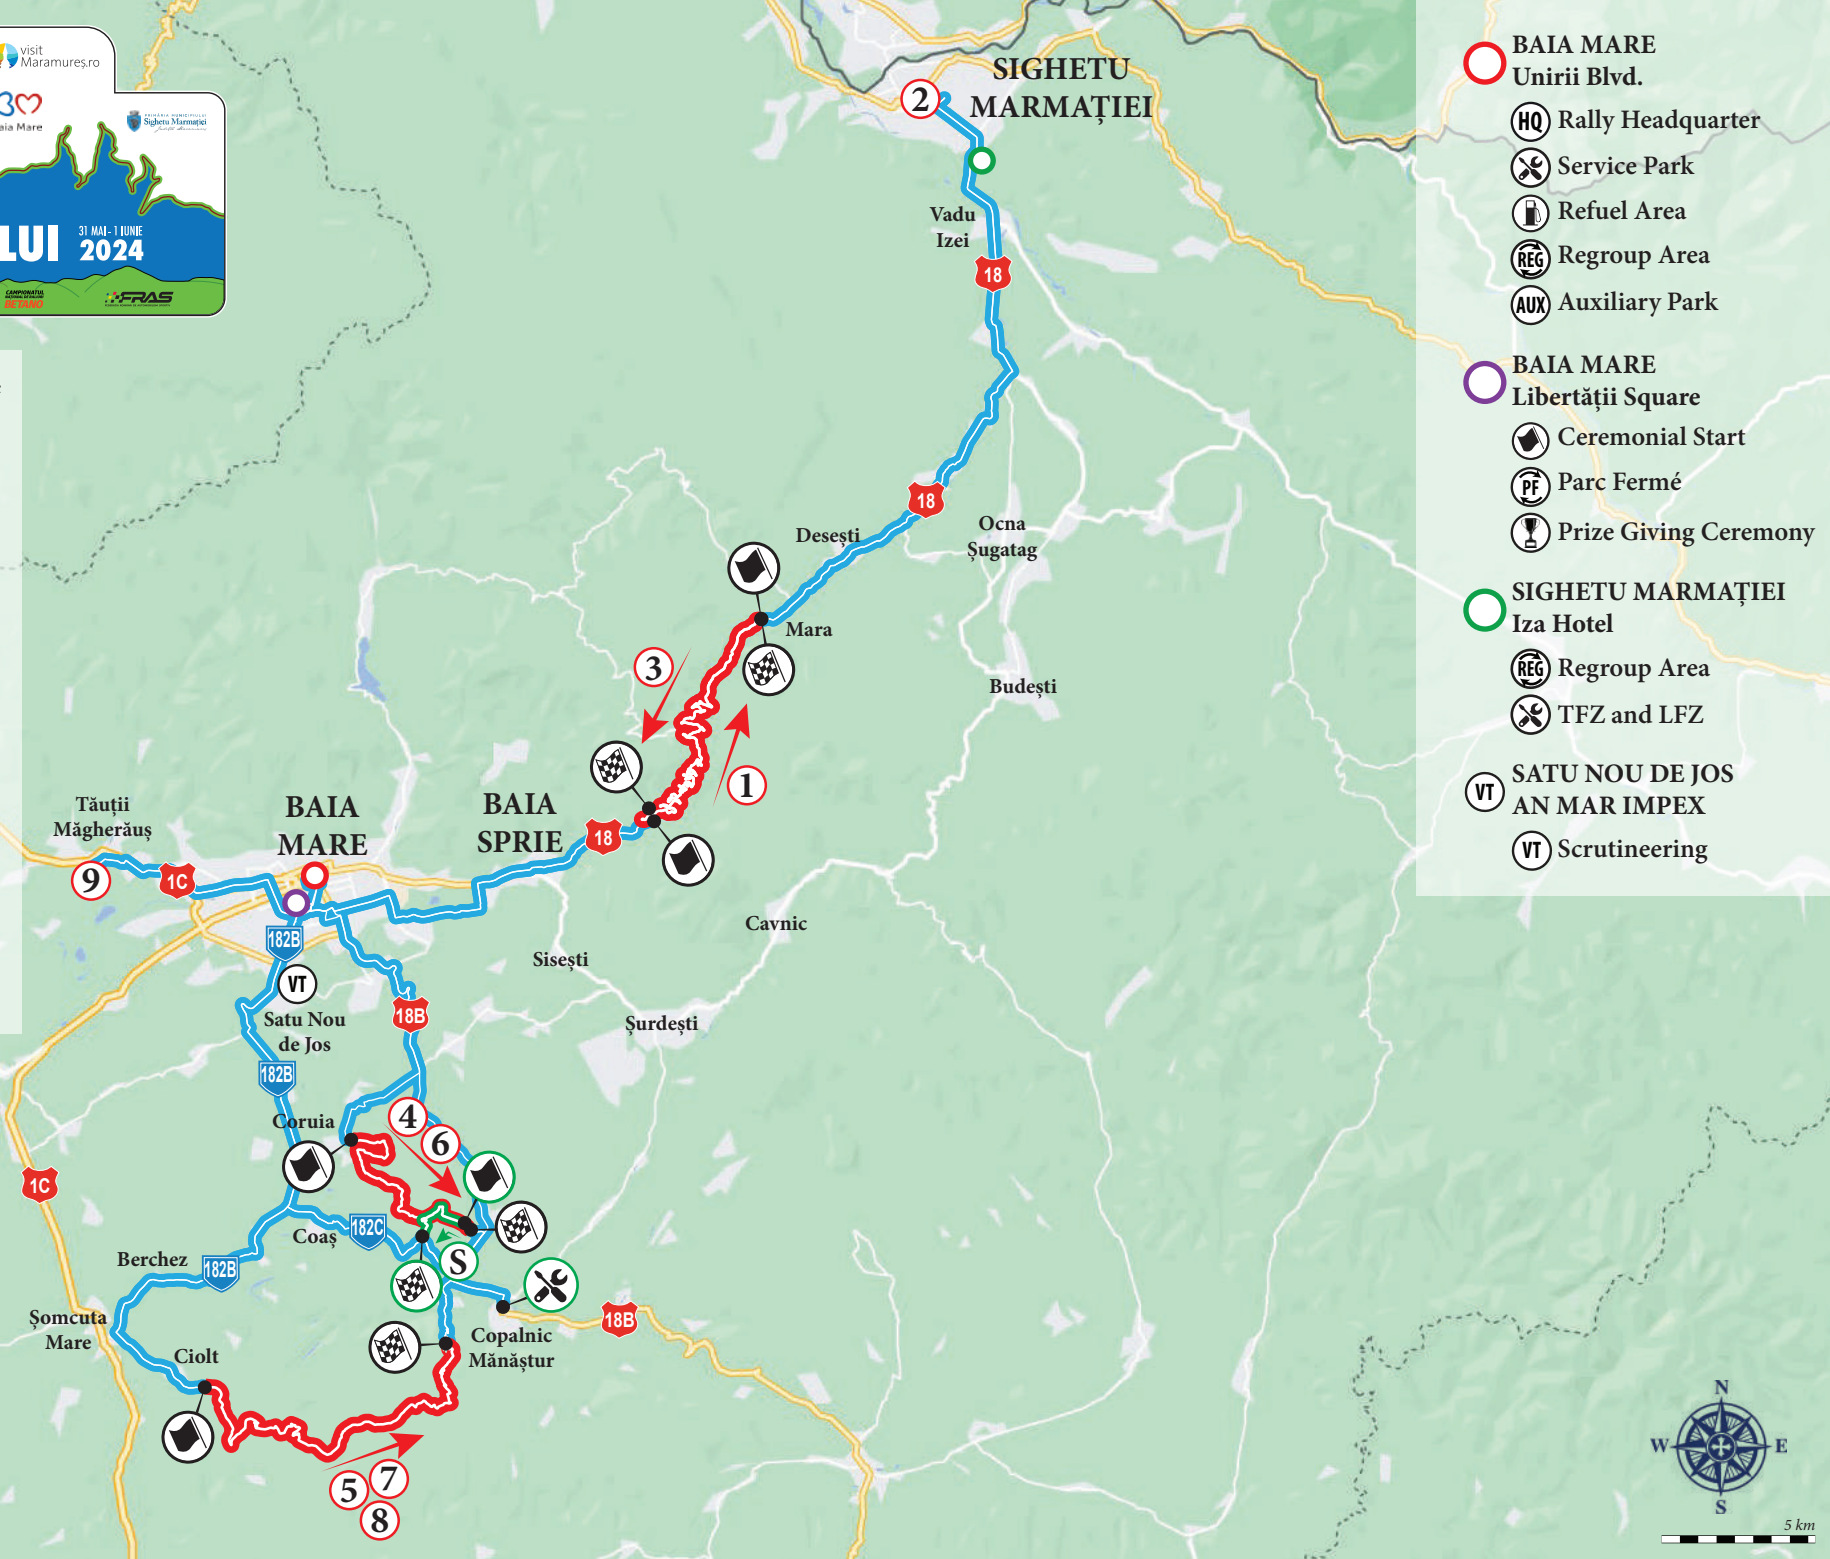 visit
Maramureș.ro
aia Mare
PRIMĂRIA MUNICIPIULUI
Sighetu Marmației
LUI
31 MAI - 1 IUNIE
2024
CAMPIONATUL
BETANO
FRAS
SIGHETU
MARMAȚIEI
2
Vadu
Izei
18
18
Desești
Ocna
Șugatag
Mara
3
Budești
1
Tăuții
Măgherăuș
BAIA
MARE
BAIA
SPRIE
18
9
1C
182B
Cavnic
Sisești
VT
18B
Satu Nou
de Jos
Șurdești
182B
Coruia
4
6
1C
Coaș
182C
S
Berchez
182B
Șomcuta
Mare
18B
Copalnic
Mănăștur
Ciolt
5
7
8
BAIA MARE
Unirii Blvd.
HQ Rally Headquarter
Service Park
Refuel Area
REG Regroup Area
AUX Auxiliary Park
BAIA MARE
Libertății Square
Ceremonial Start
PF Parc Fermé
Prize Giving Ceremony
SIGHETU MARMAȚIEI
Iza Hotel
REG Regroup Area
TFZ and LFZ
VT SATU NOU DE JOS
AN MAR IMPEX
VT Scrutineering
N
W E
S
5 km